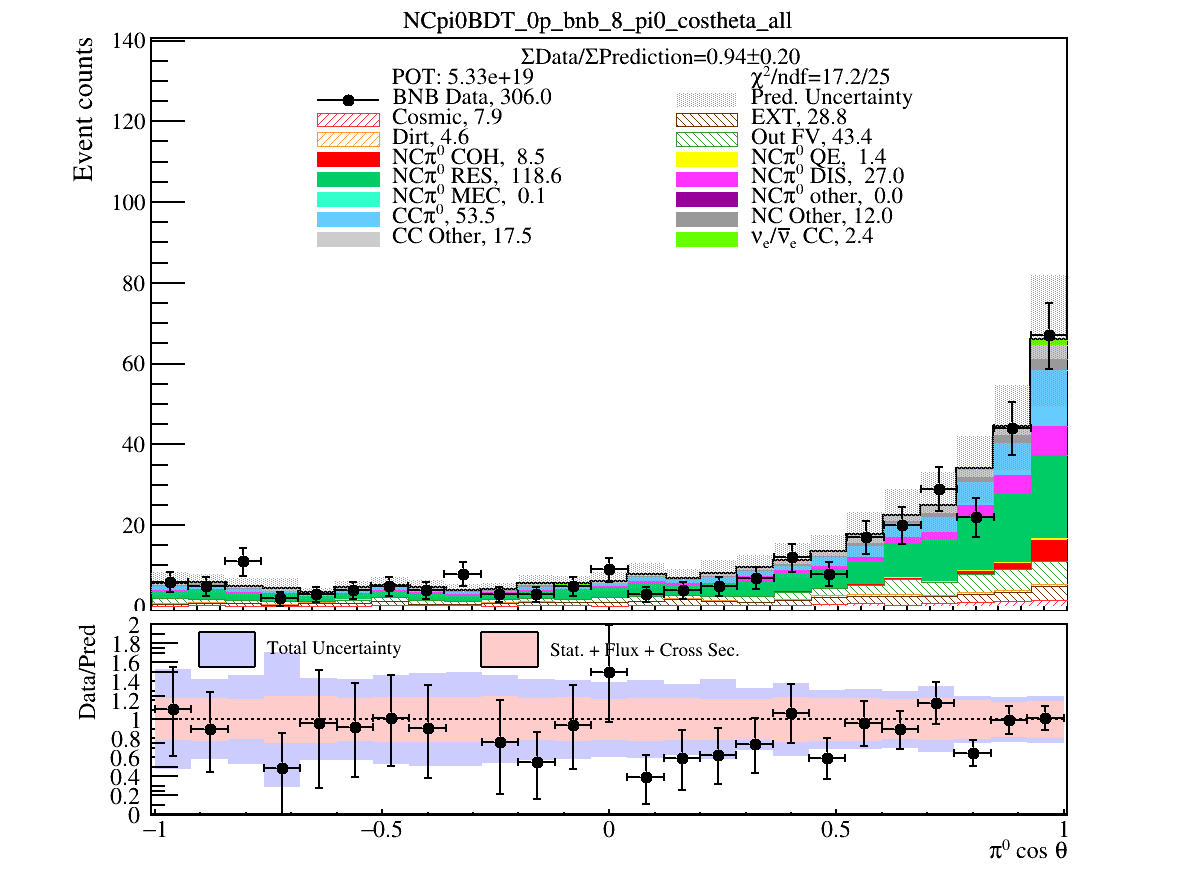 NCpi0BDT_0p_bnb_8_pi0_costheta_all
ΣData/ΣPrediction=0.94±0.20
POT: 5.33e+19
χ²/ndf=17.2/25
BNB Data, 306.0
Pred. Uncertainty
Cosmic, 7.9
EXT, 28.8
Dirt, 4.6
Out FV, 43.4
NCπ⁰ COH, 8.5
NCπ⁰ QE, 1.4
NCπ⁰ RES, 118.6
NCπ⁰ DIS, 27.0
NCπ⁰ MEC, 0.1
NCπ⁰ other, 0.0
CCπ⁰, 53.5
NC Other, 12.0
CC Other, 17.5
νₑ/ν̅ₑ CC, 2.4
Event counts
140
120
100
80
60
40
20
0
Data/Pred
2
1.8
1.6
1.4
1.2
1
0.8
0.6
0.4
0.2
0
Total Uncertainty
Stat. + Flux + Cross Sec.
−1
−0.5
0
0.5
1
π⁰ cos θ